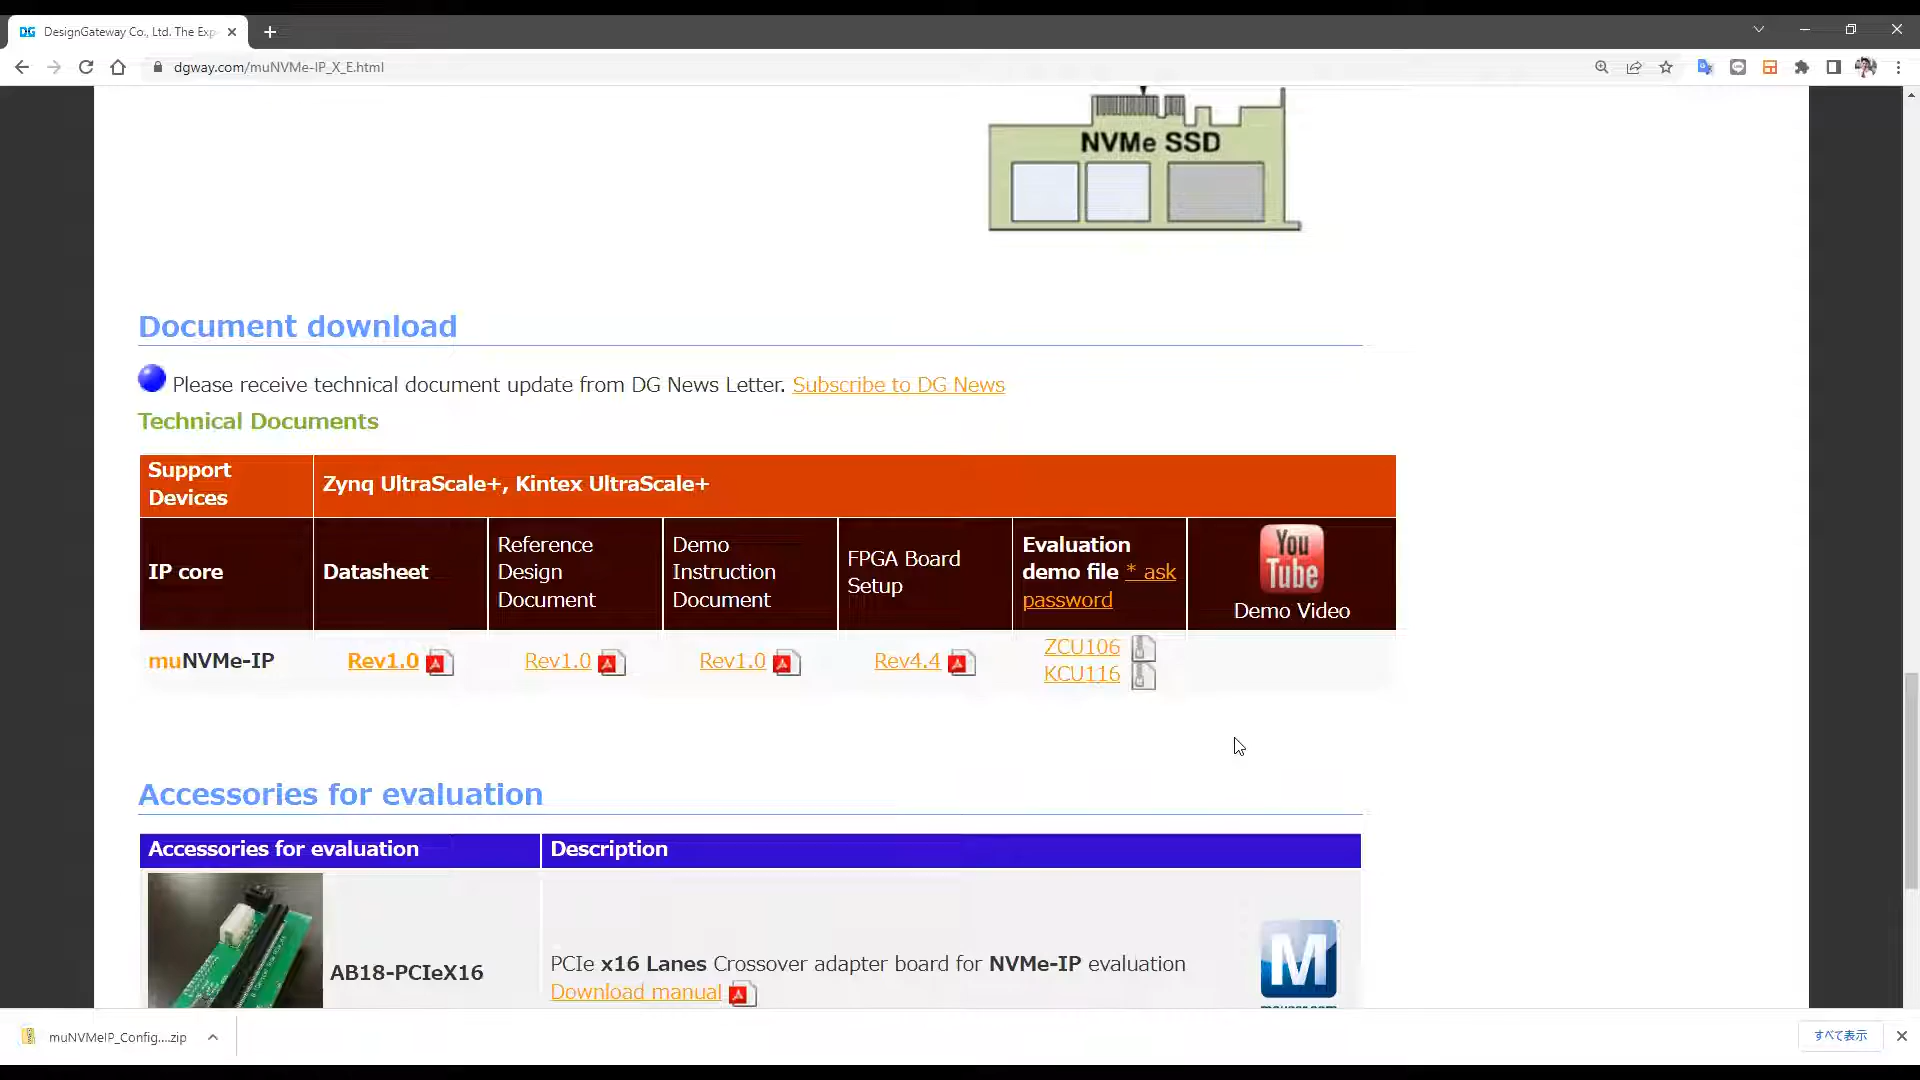 DG DesignGateway Co., Ltd. The Exp
dgway.com/muNVMe-IP_X_E.html
NVMe SSD
Document download
Please receive technical document update from DG News Letter. Subscribe to DG News
Technical Documents
Support
Devices
Zynq UltraScale+, Kintex UltraScale+
IP core
Datasheet
Reference
Design
Document
Demo
Instruction
Document
FPGA Board
Setup
Evaluation
demo file * ask
password
You
Tube
Demo Video
muNVMe-IP
Rev1.0
Rev1.0
Rev1.0
Rev4.4
ZCU106
KCU116
Accessories for evaluation
Accessories for evaluation
Description
AB18-PCIeX16
PCIe x16 Lanes Crossover adapter board for NVMe-IP evaluation
Download manual
M
muNVMeIP_Config....zip
すべて表示